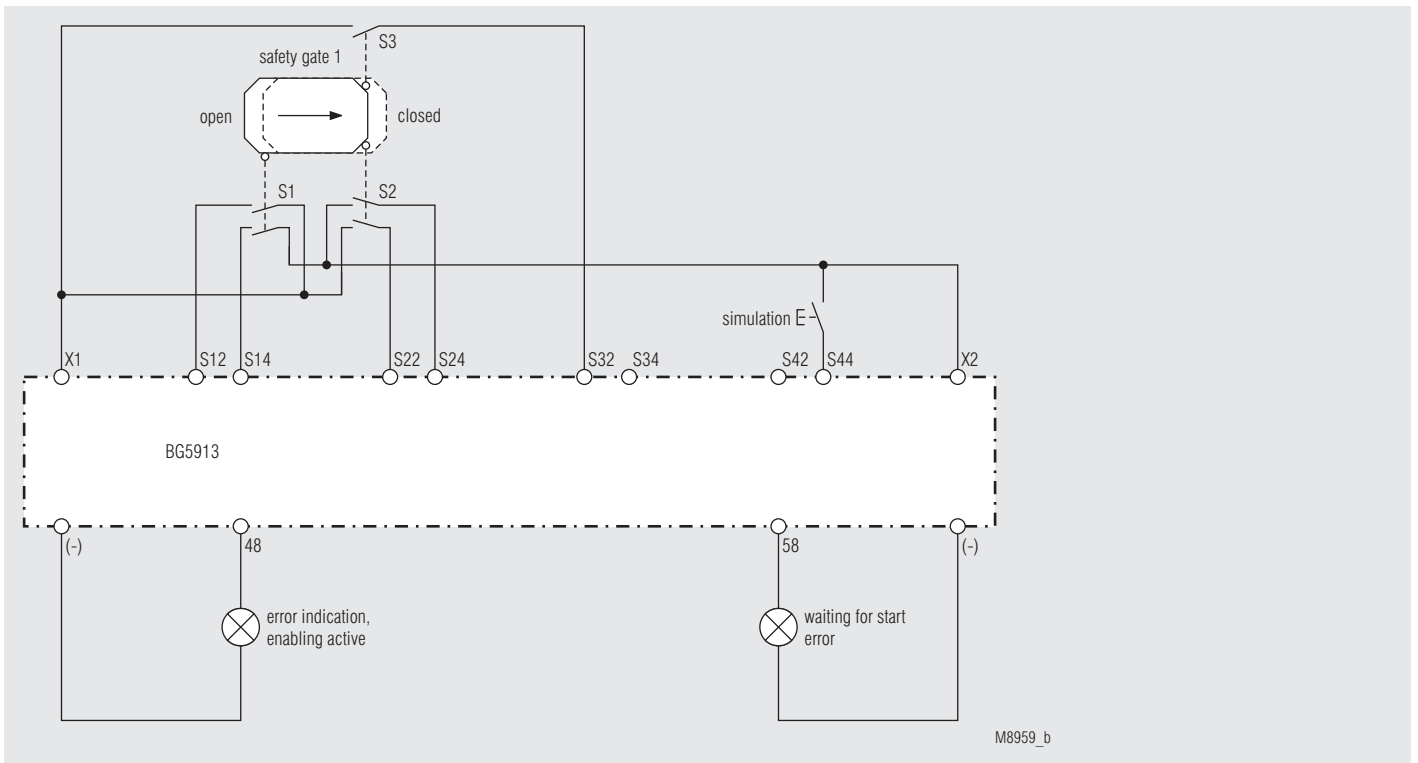 S3
safety gate 1
open
closed
S1
S2
simulation
X1
S12
S14
S22
S24
S32
S34
S42
S44
X2
BG5913
(-)
48
58
(-)
error indication,
enabling active
waiting for start
error
M8959_b